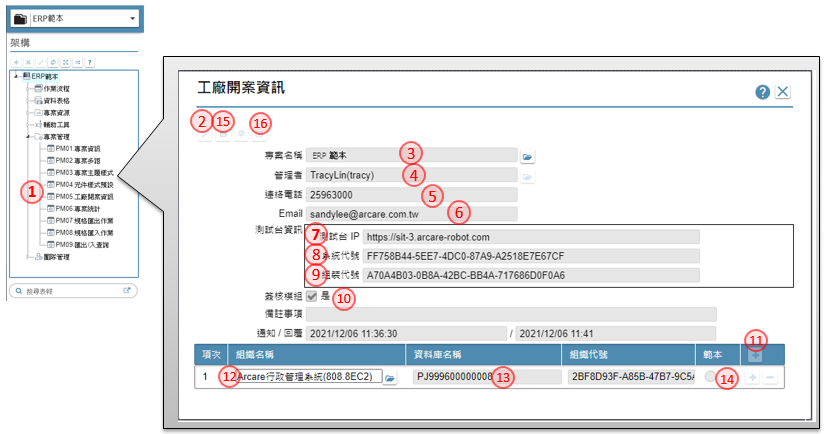 ERP範本
架構
ERP範本
作業流程
資料表格
專案資源
輔助工具
專案管理
PM01.專案資訊
PM02.專案多語
PM03.專案主題樣式
PM04.元件樣式預設
PM05.工廠開案資訊
PM06.專案統計
PM07.規格匯出作業
PM08.規格匯入作業
PM09.匯出/入查詢
團隊管理
搜尋表封
1
工廠開案資訊
2 15 16
專案名稱 ERP 範本 3
管理者 TracyLin(tracy) 4
連絡電話 25963000 5
Email sandylee@arcare.com.tw 6
測試台資訊
7 測試台 IP https://sit-3.arcare-robot.com
8 系統代號 FF758B44-5EE7-4DC0-87A9-A2518E7E67CF
9 組裝代號 A70A4B03-0B8A-42BC-BB4A-717686D0F0A6
簽核模組 是 10
備註事項
通知 / 回覆 2021/12/06 11:36:30 / 2021/12/06 11:41
11
項次 組織名稱 資料庫名稱 組織代號 範本
1 12 Arcare行政管理系統(808.8EC2) PJ999600000008 13 2BF8D93F-A85B-47B7-9C5A 14